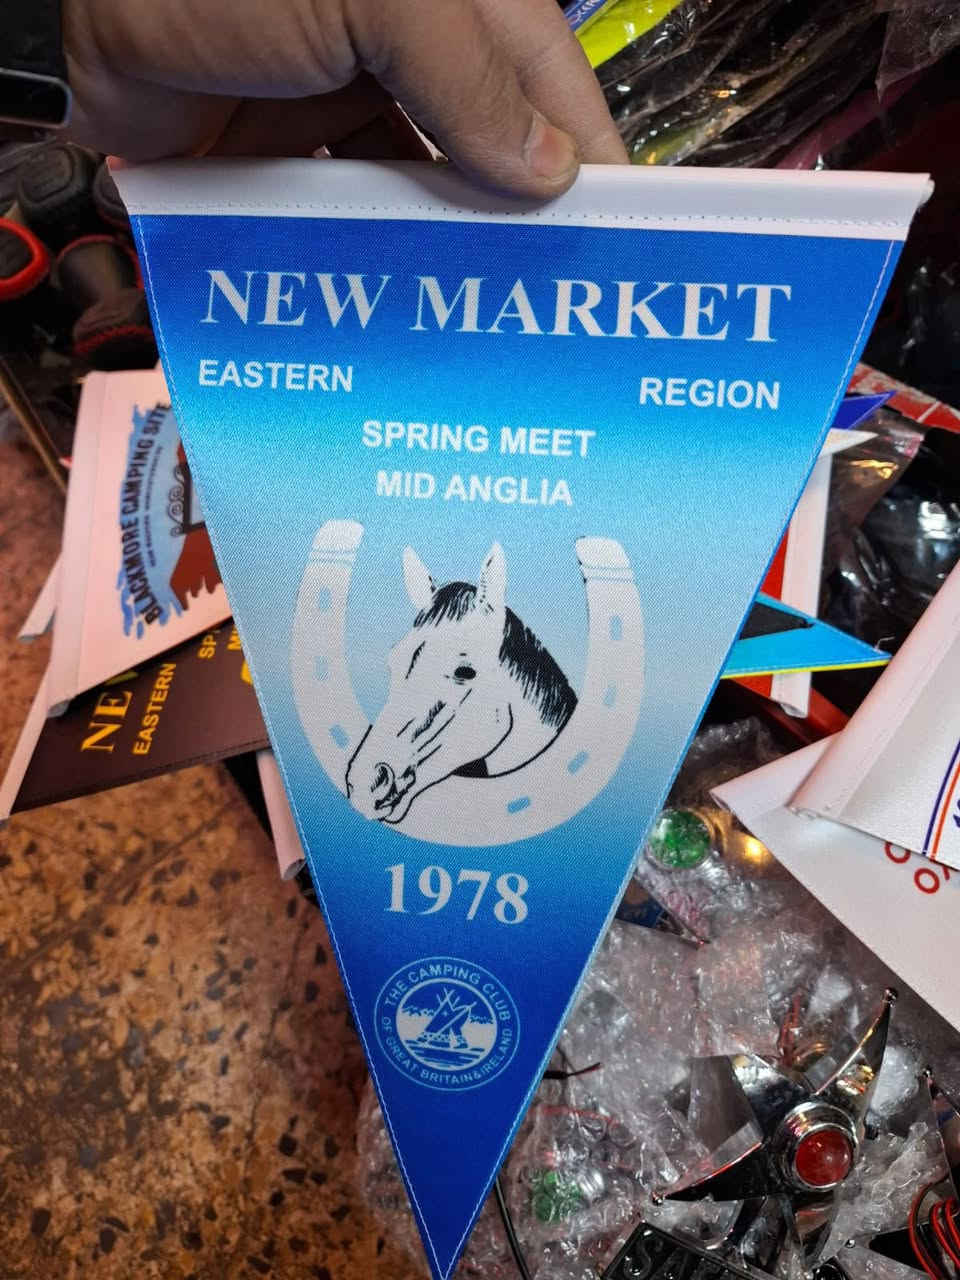 NEW MARKET
EASTERN REGION
SPRING MEET
MID ANGLIA
1978
THE CAMPING CLUB
OF GREAT BRITAIN & IRELAND
BLACKMORE CAMPING SITE
EASTERN